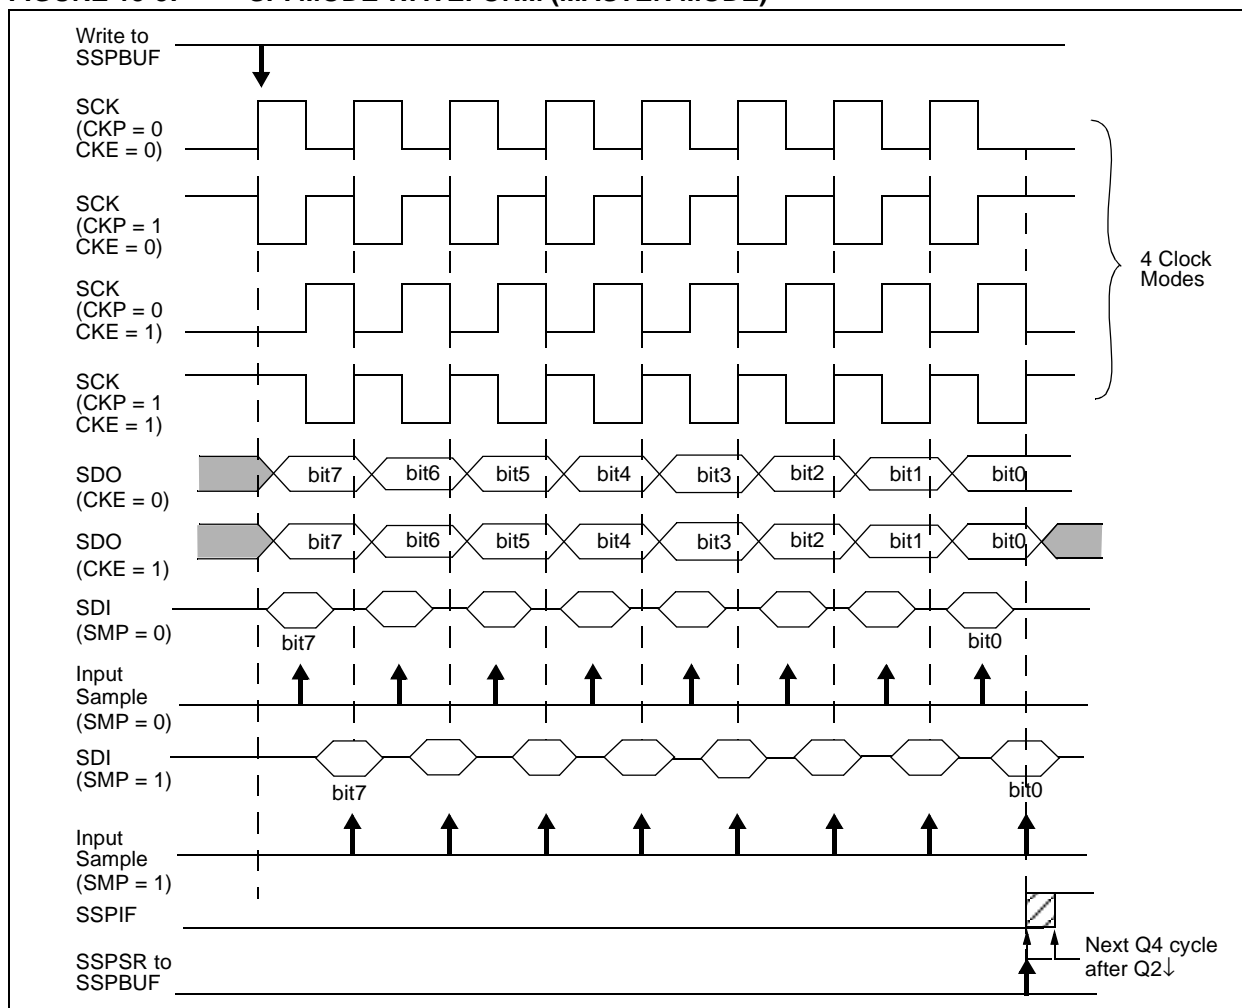 Write to
SSPBUF
SCK
(CKP = 0
CKE = 0)
SCK
(CKP = 1
CKE = 0)
SCK
(CKP = 0
CKE = 1)
SCK
(CKP = 1
CKE = 1)
4 Clock
Modes
SDO
(CKE = 0)
bit7 bit6 bit5 bit4 bit3 bit2 bit1 bit0
SDO
(CKE = 1)
bit7 bit6 bit5 bit4 bit3 bit2 bit1 bit0
SDI
(SMP = 0)
bit7 bit0
Input
Sample
(SMP = 0)
SDI
(SMP = 1)
bit7 bit0
Input
Sample
(SMP = 1)
SSPIF
SSPSR to
SSPBUF
Next Q4 cycle
after Q2↓